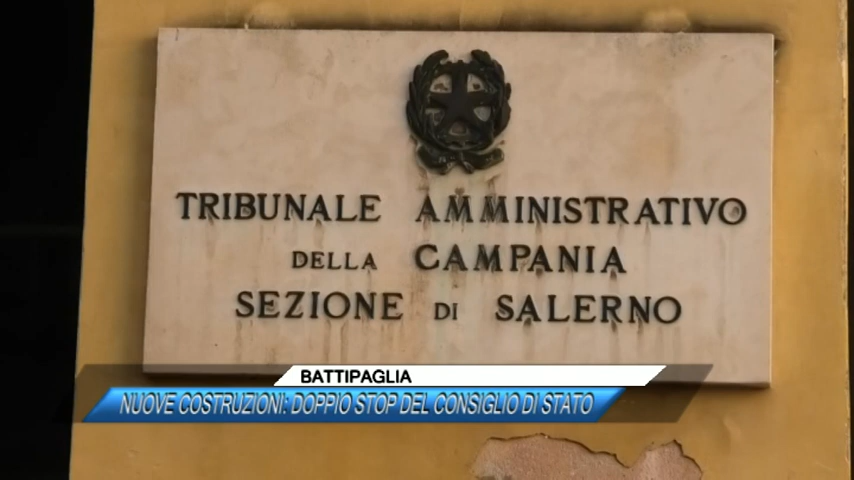 TRIBUNALE AMMINISTRATIVO
DELLA CAMPANIA
SEZIONE DI SALERNO
BATTIPAGLIA
NUOVE COSTRUZIONI: DOPPIO STOP DEL CONSIGLIO DI STATO